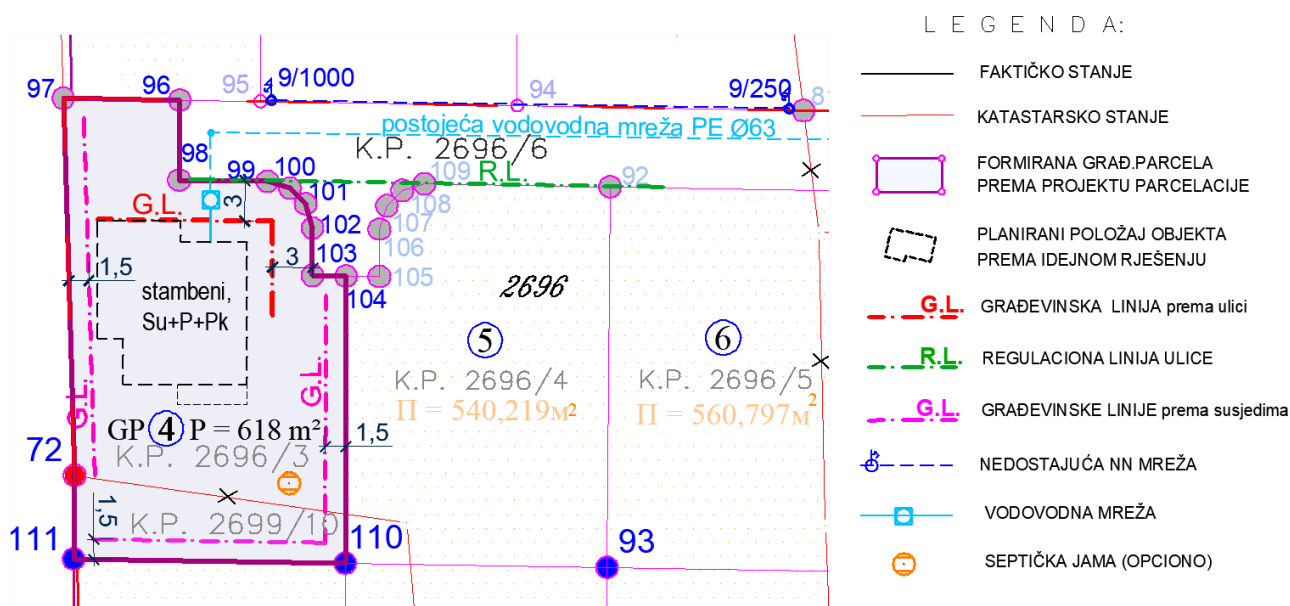 L E G E N D A:
97
96
95
9/1000
94
9/250
8
postojeća vodovodna mreža PE Ø63
K.P. 2696/6
98
99
100
R.L.
109
92
101
108
G.L.
3
102
107
103
106
3
105
1,5
104
2696
stambeni,
Su+P+Pk
5
6
G.L.
G.L.
K.P. 2696/4
K.P. 2696/5
П = 540,219м²
П = 560,797м²
GP 4 P = 618 m²
1,5
72
K.P. 2696/3
1,5
K.P. 2699/10
111
110
93
FAKTIČKO STANJE
KATASTARSKO STANJE
FORMIRANA GRAĐ.PARCELA
PREMA PROJEKTU PARCELACIJE
PLANIRANI POLOŽAJ OBJEKTA
PREMA IDEJNOM RJEŠENJU
G.L. GRAĐEVINSKA LINIJA prema ulici
R.L. REGULACIONA LINIJA ULICE
G.L. GRAĐEVINSKE LINIJE prema susjedima
NEDOSTAJUĆA NN MREŽA
VODOVODNA MREŽA
SEPTIČKA JAMA (OPCIONO)